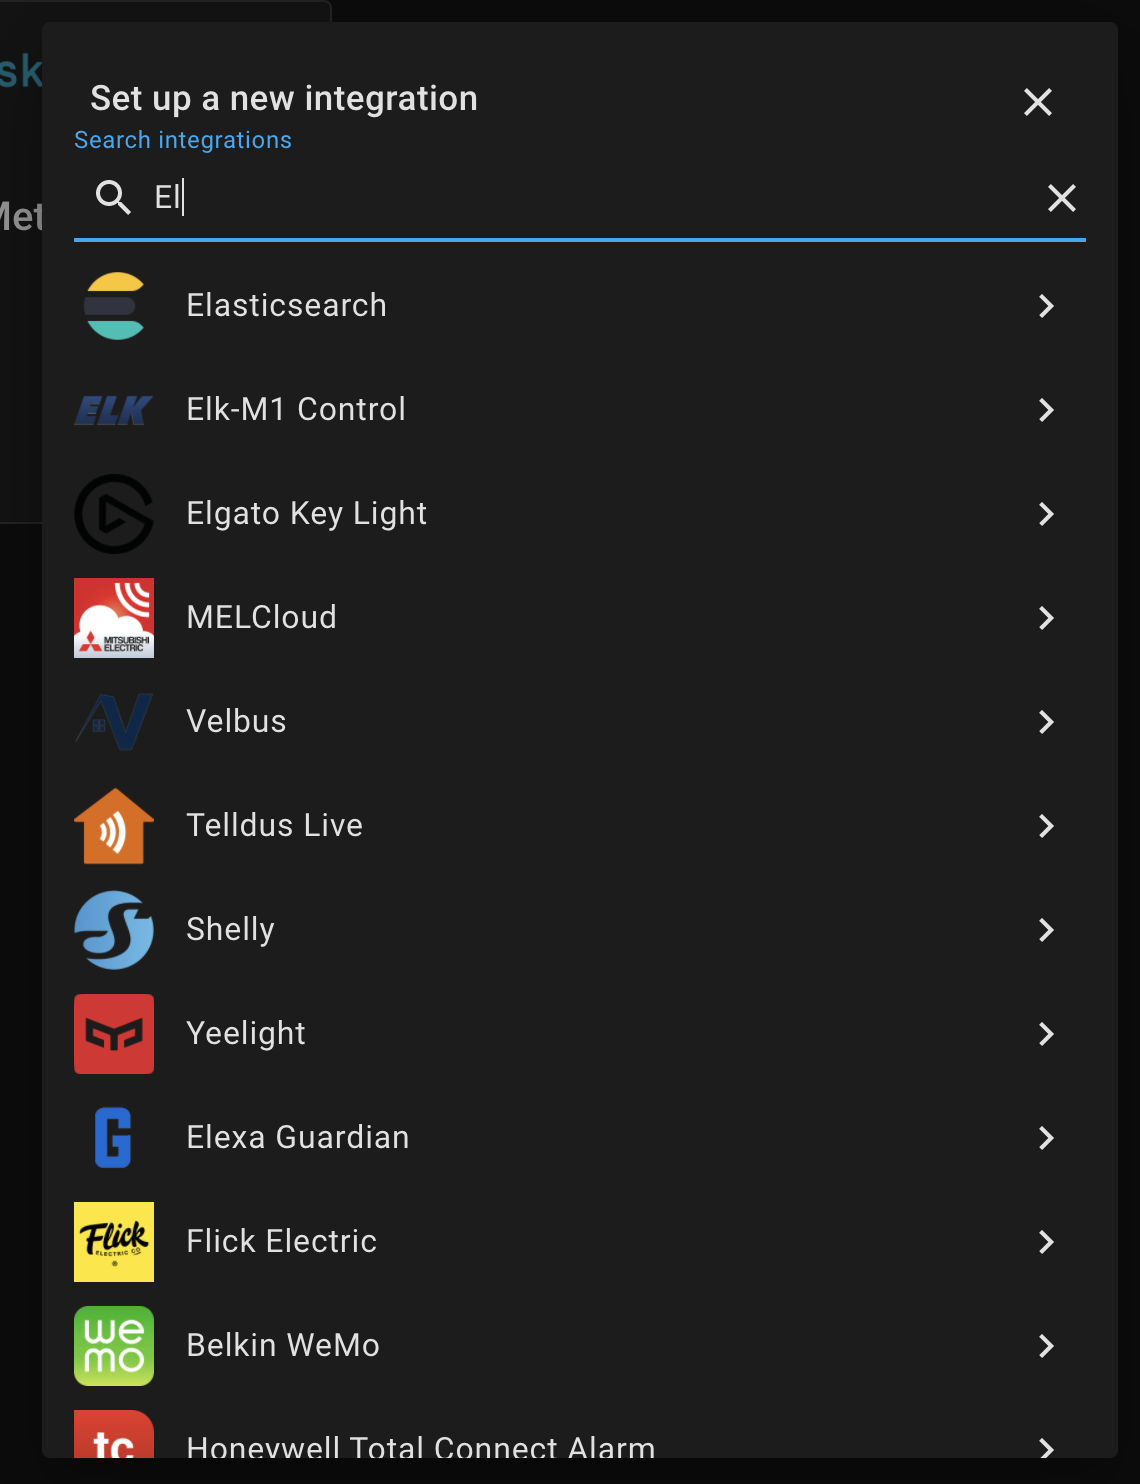 sk
Set up a new integration
Search integrations
El
Met
Elasticsearch
ELK
Elk-M1 Control
Elgato Key Light
MITSUBISHI
ELECTRIC
MELCloud
Velbus
Telldus Live
Shelly
Yeelight
G
Elexa Guardian
Flick
ELECTRIC CO
®
Flick Electric
we
mo
Belkin WeMo
tc
Honeywell Total Connect Alarm